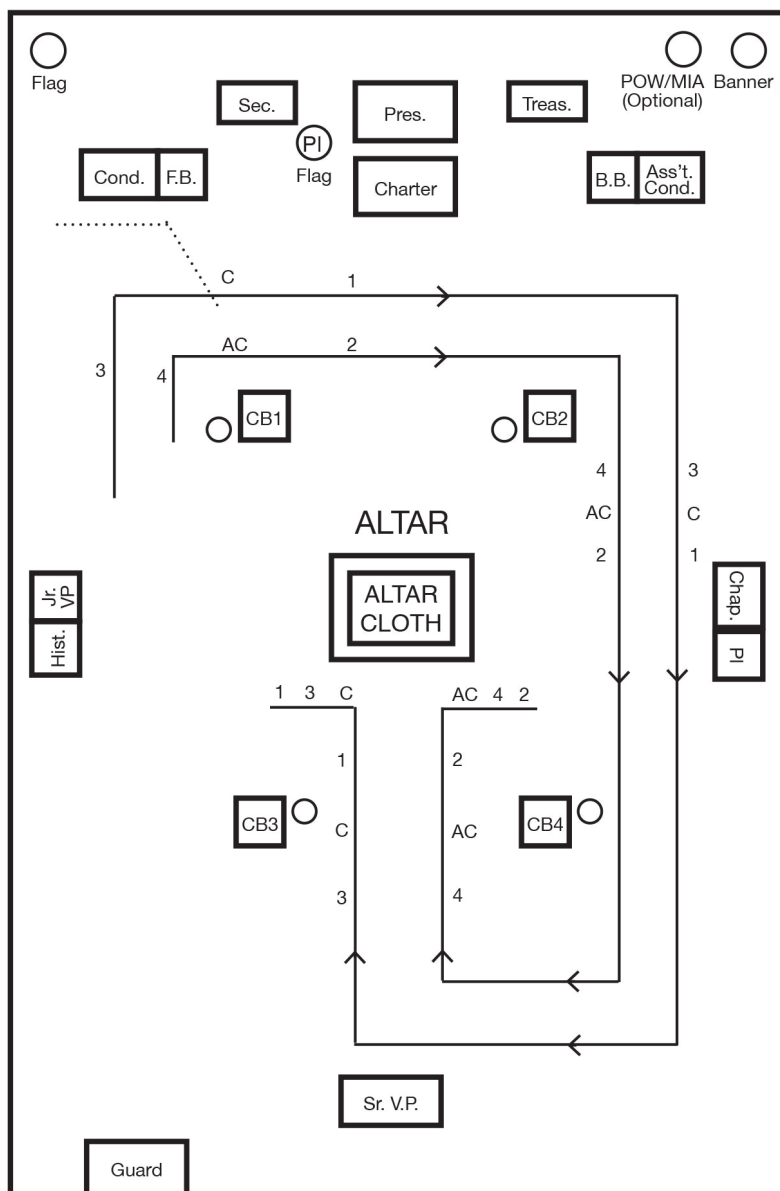 Flag
POW/MIA
(Optional)
Banner
Sec.
Pres.
Treas.
PI
Flag
Cond.
F.B.
Charter
B.B.
Ass't.
Cond.
C 1
AC 2
3
4
CB1
CB2
4
AC
2
3
C
1
ALTAR
ALTAR
CLOTH
Jr.
VP
Hist.
Chap.
PI
1 3 C
AC 4 2
1
C
3
2
AC
4
CB3
CB4
Sr. V.P.
Guard